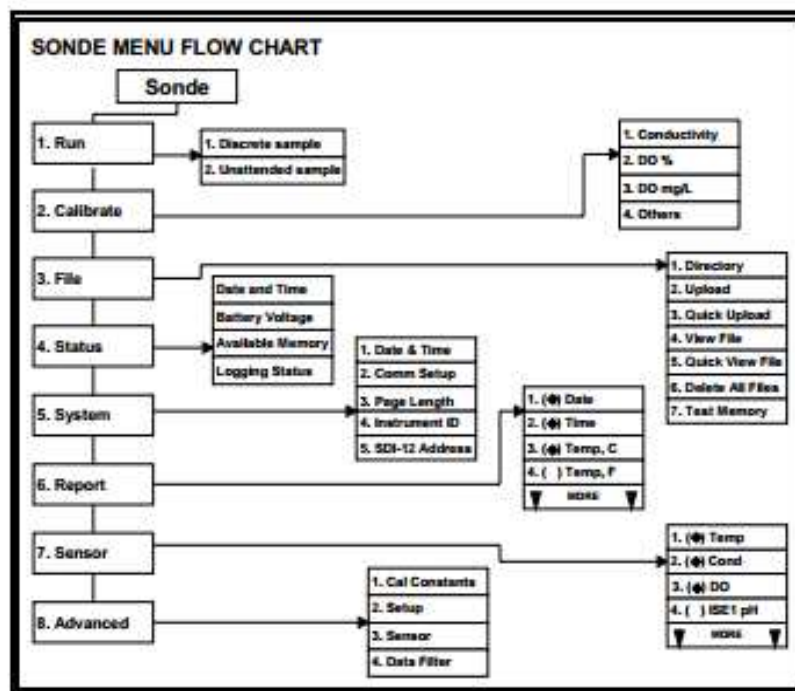 SONDE MENU FLOW CHART
Sonde
1. Run
1. Discrete sample
2. Unattended sample
2. Calibrate
1. Conductivity
2. DO %
3. DO mg/L
4. Others
3. File
1. Directory
2. Upload
3. Quick Upload
4. View File
5. Quick View File
6. Delete All Files
7. Test Memory
4. Status
Date and Time
Battery Voltage
Available Memory
Logging Status
5. System
1. Date & Time
2. Comm Setup
3. Page Length
4. Instrument ID
5. SDI-12 Address
6. Report
1. (◆) Date
2. (◆) Time
3. (◆) Temp, C
4. ( ) Temp, F
MORE
7. Sensor
1. (◆) Temp
2. (◆) Cond
3. (◆) DO
4. ( ) ISE1 pH
MORE
8. Advanced
1. Cal Constants
2. Setup
3. Sensor
4. Data Filter